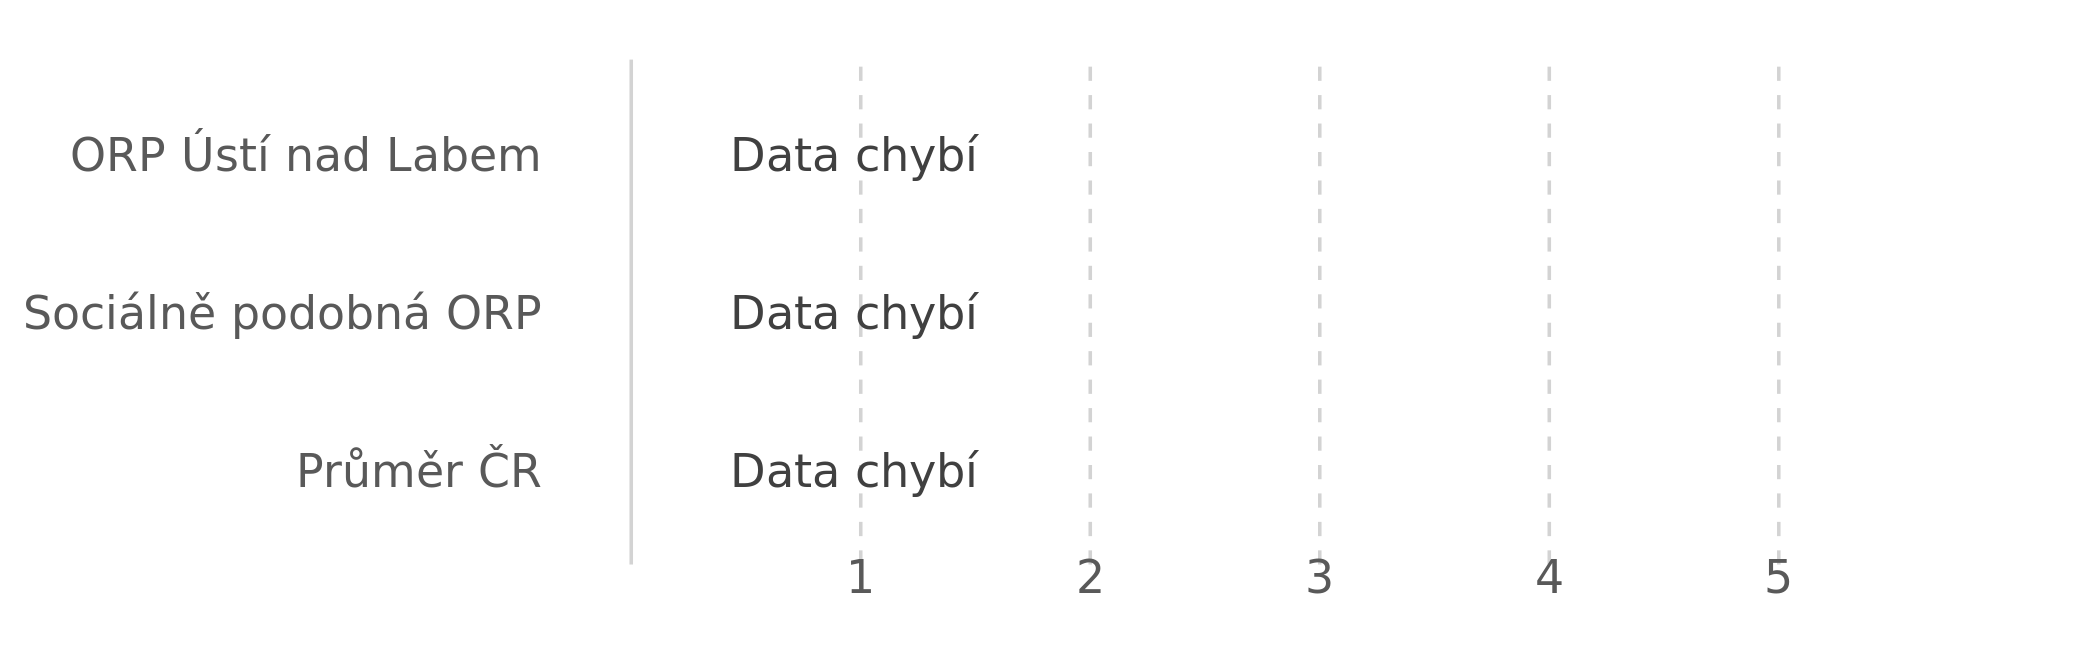 ORP Ústí nad Labem Data chybí
Sociálně podobná ORP Data chybí
Průměr ČR Data chybí
1 2 3 4 5